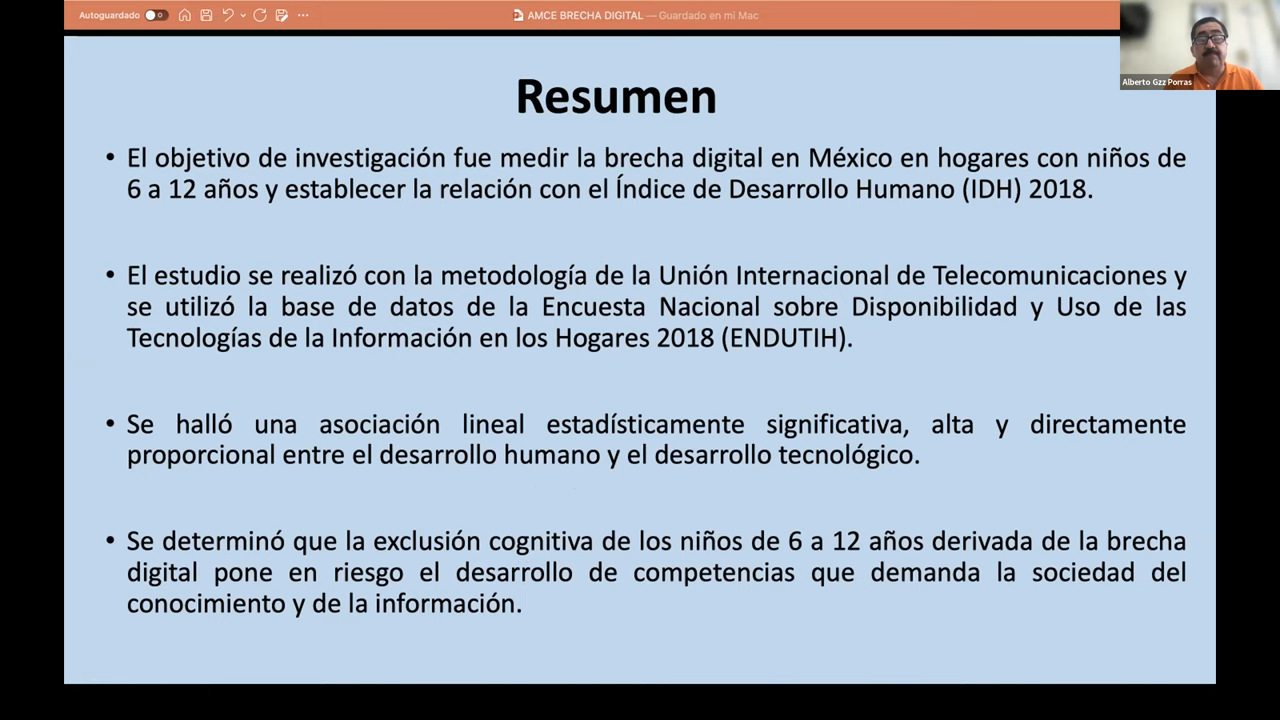 Autoguardado
AMCE BRECHA DIGITAL — Guardado en mi Mac
Alberto Gzz Porras
Resumen
• El objetivo de investigación fue medir la brecha digital en México en hogares con niños de
6 a 12 años y establecer la relación con el Índice de Desarrollo Humano (IDH) 2018.
• El estudio se realizó con la metodología de la Unión Internacional de Telecomunicaciones y
se utilizó la base de datos de la Encuesta Nacional sobre Disponibilidad y Uso de las
Tecnologías de la Información en los Hogares 2018 (ENDUTIH).
• Se halló una asociación lineal estadísticamente significativa, alta y directamente
proporcional entre el desarrollo humano y el desarrollo tecnológico.
• Se determinó que la exclusión cognitiva de los niños de 6 a 12 años derivada de la brecha
digital pone en riesgo el desarrollo de competencias que demanda la sociedad del
conocimiento y de la información.